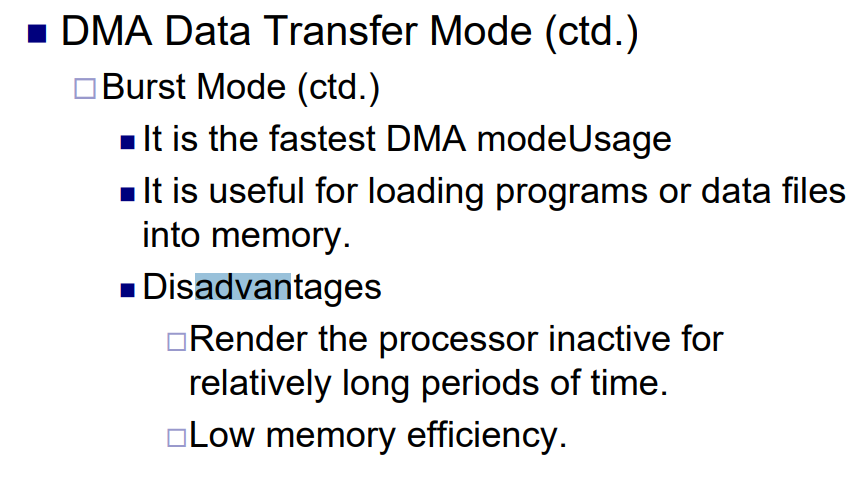 DMA Data Transfer Mode (ctd.)
Burst Mode (ctd.)
It is the fastest DMA modeUsage
It is useful for loading programs or data files
into memory.
Disadvantages
Render the processor inactive for
relatively long periods of time.
Low memory efficiency.